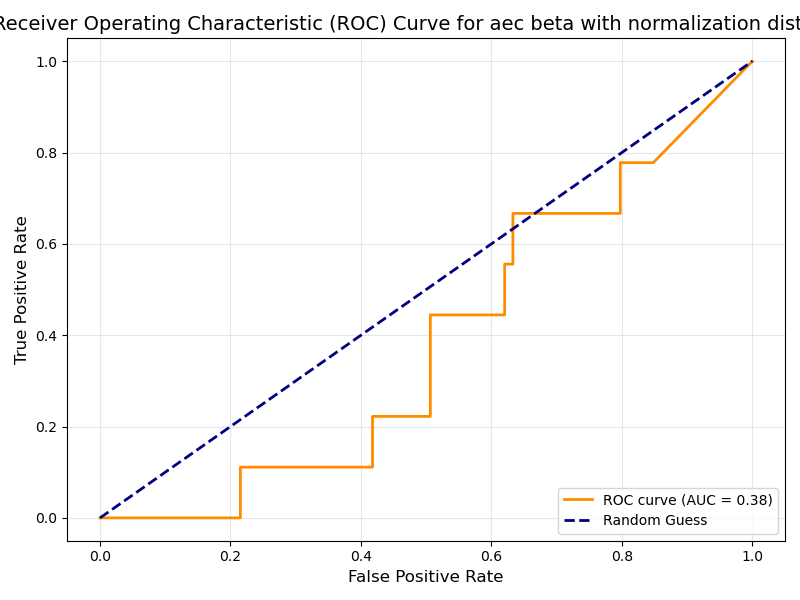 Receiver Operating Characteristic (ROC) Curve for aec beta with normalization dist
True Positive Rate
1.0
0.8
0.6
0.4
0.2
0.0
ROC curve (AUC = 0.38)
Random Guess
0.0 0.2 0.4 0.6 0.8 1.0
False Positive Rate